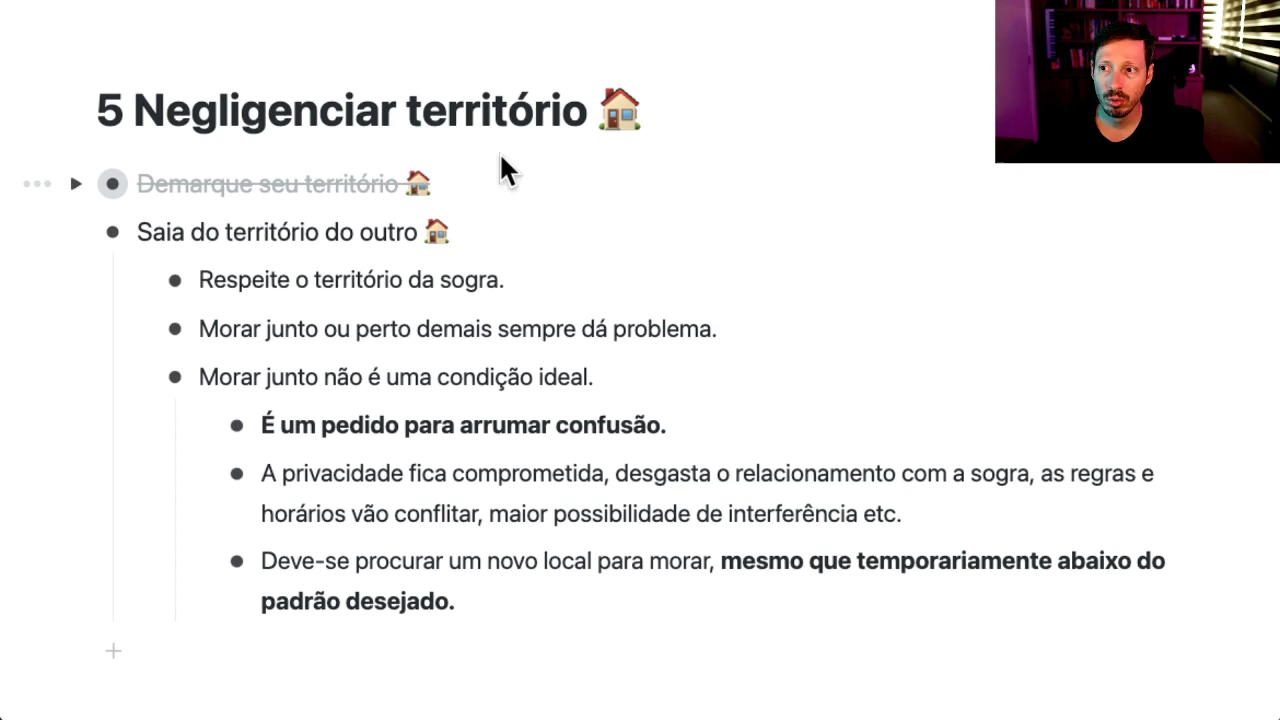 5 Negligenciar território 🏠
Demarque seu território 🏠
Saia do território do outro 🏠
Respeite o território da sogra.
Morar junto ou perto demais sempre dá problema.
Morar junto não é uma condição ideal.
É um pedido para arrumar confusão.
A privacidade fica comprometida, desgasta o relacionamento com a sogra, as regras e
horários vão conflitar, maior possibilidade de interferência etc.
Deve-se procurar um novo local para morar, mesmo que temporariamente abaixo do
padrão desejado.